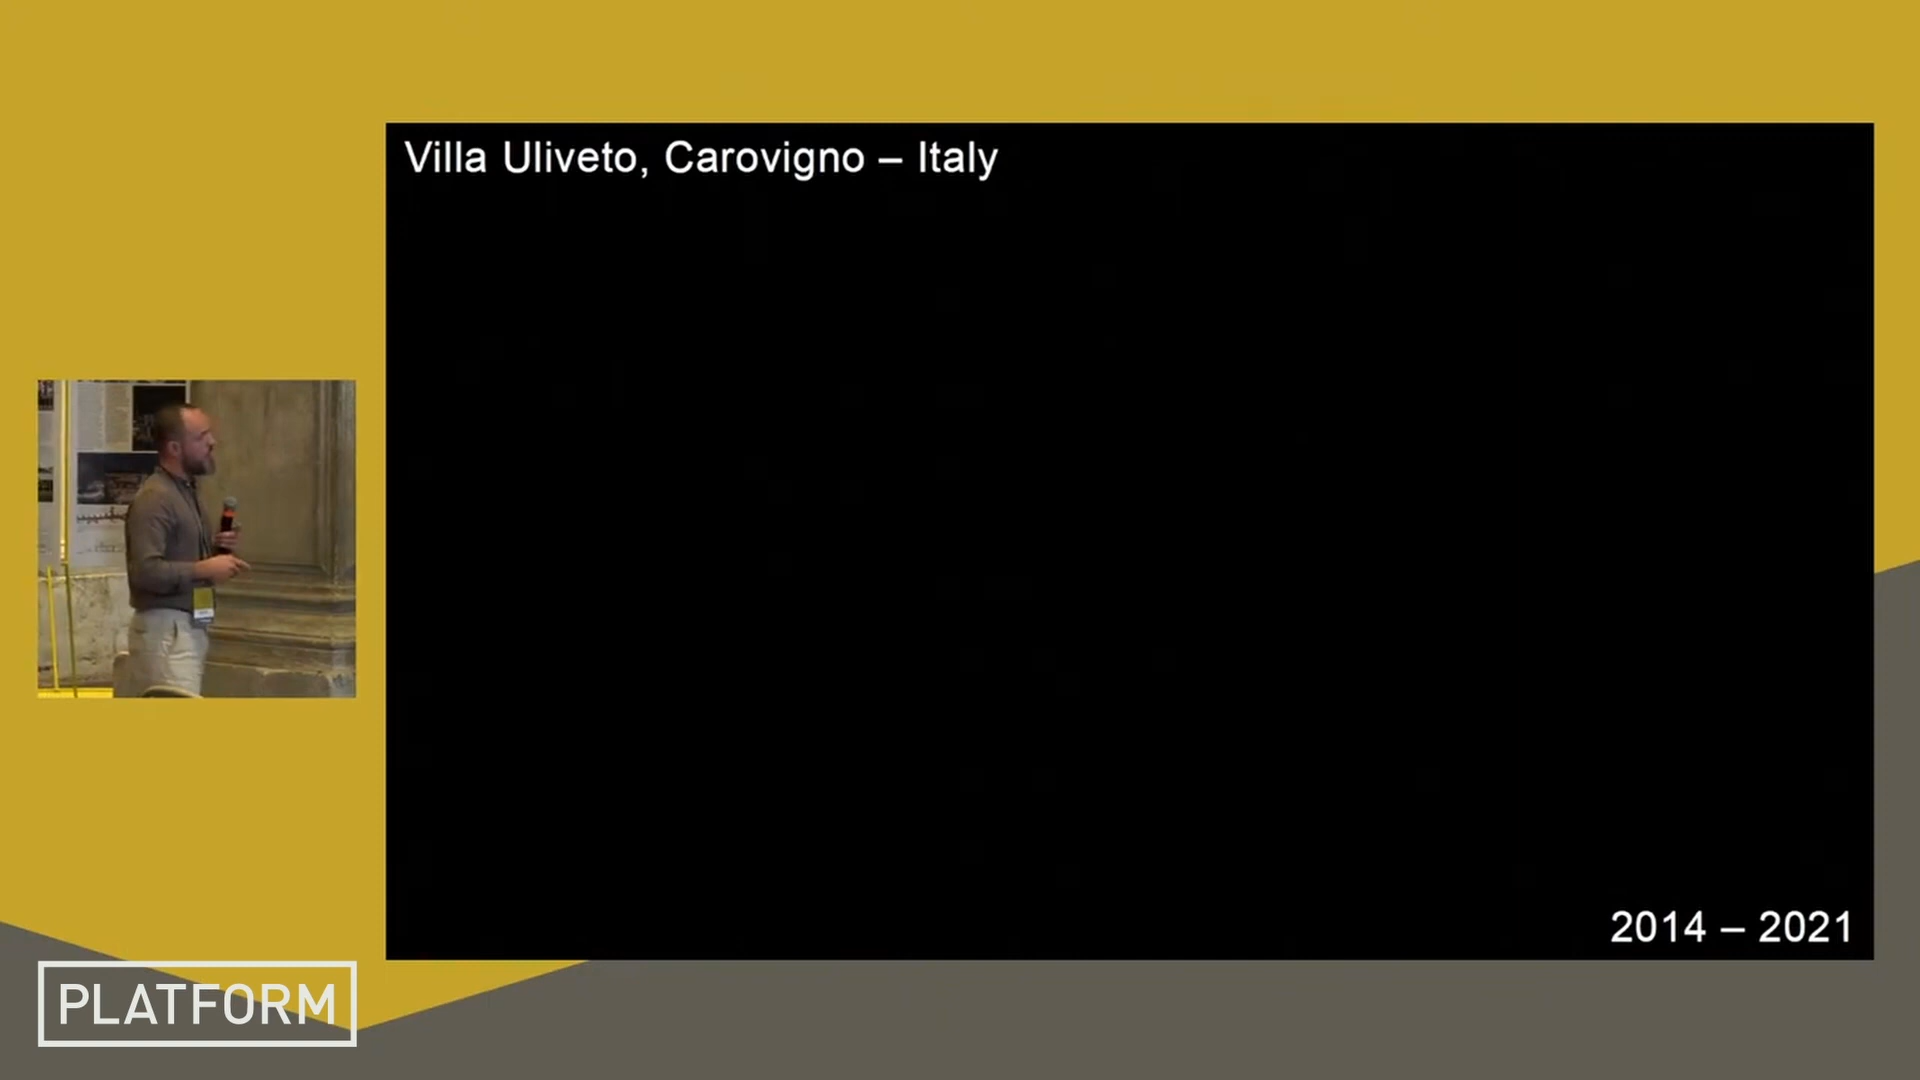 Villa Uliveto, Carovigno – Italy
2014 – 2021
PLATFORM